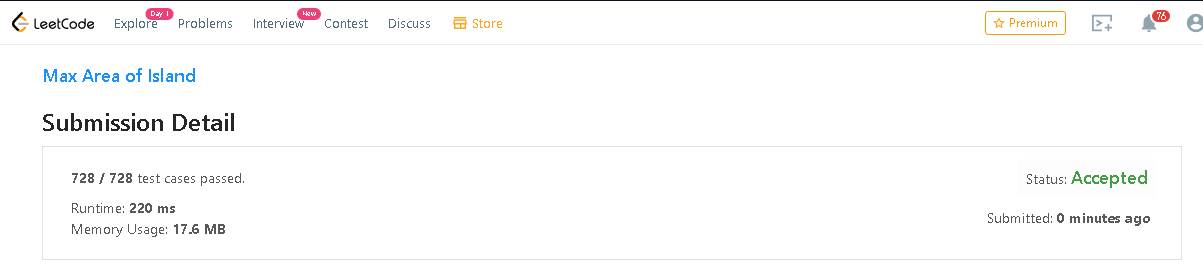 LeetCode Explore Day 1 Problems Interview New Contest Discuss Store Premium 76
Max Area of Island
Submission Detail
728 / 728 test cases passed.
Status: Accepted
Runtime: 220 ms
Submitted: 0 minutes ago
Memory Usage: 17.6 MB